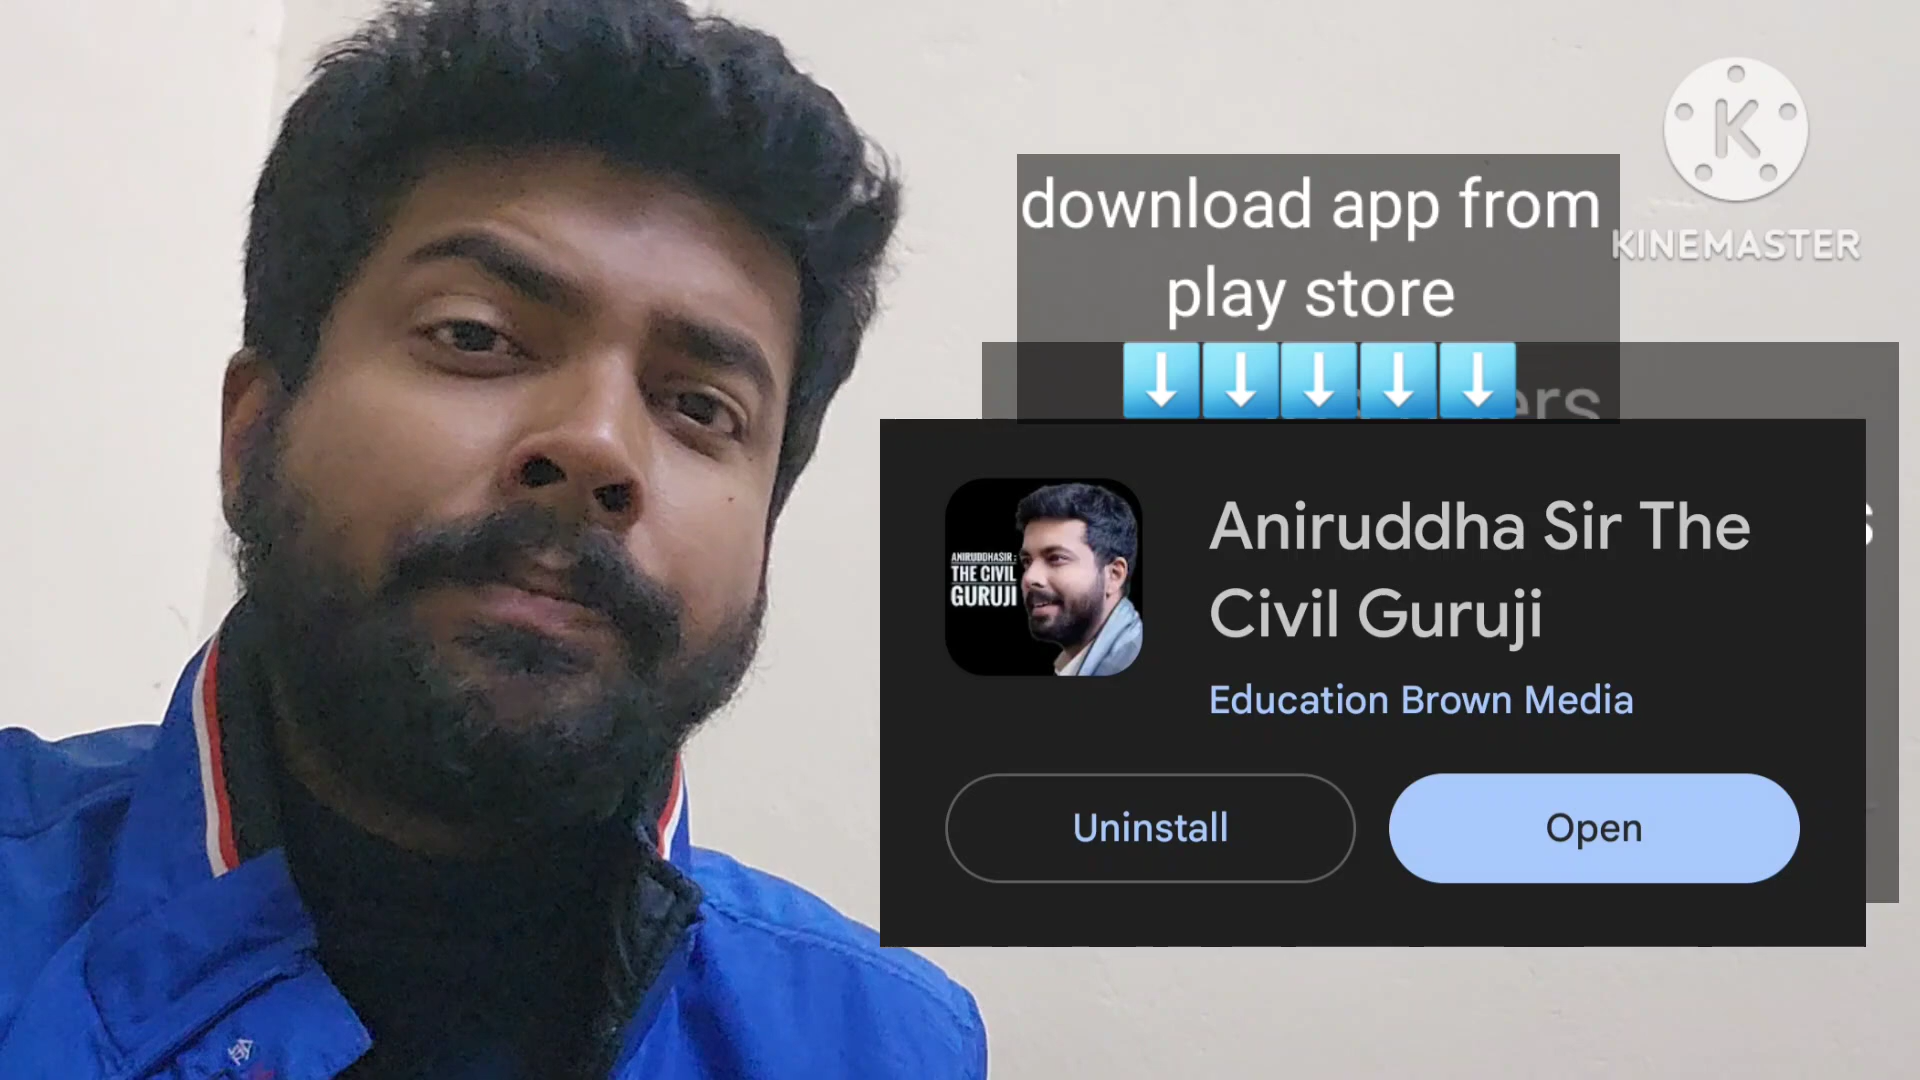 KINEMASTER
download app from
play store
ers
Aniruddha Sir The
Civil Guruji
ANIRUDDHASIR :
THE CIVIL
GURUJI
Education Brown Media
Uninstall
Open